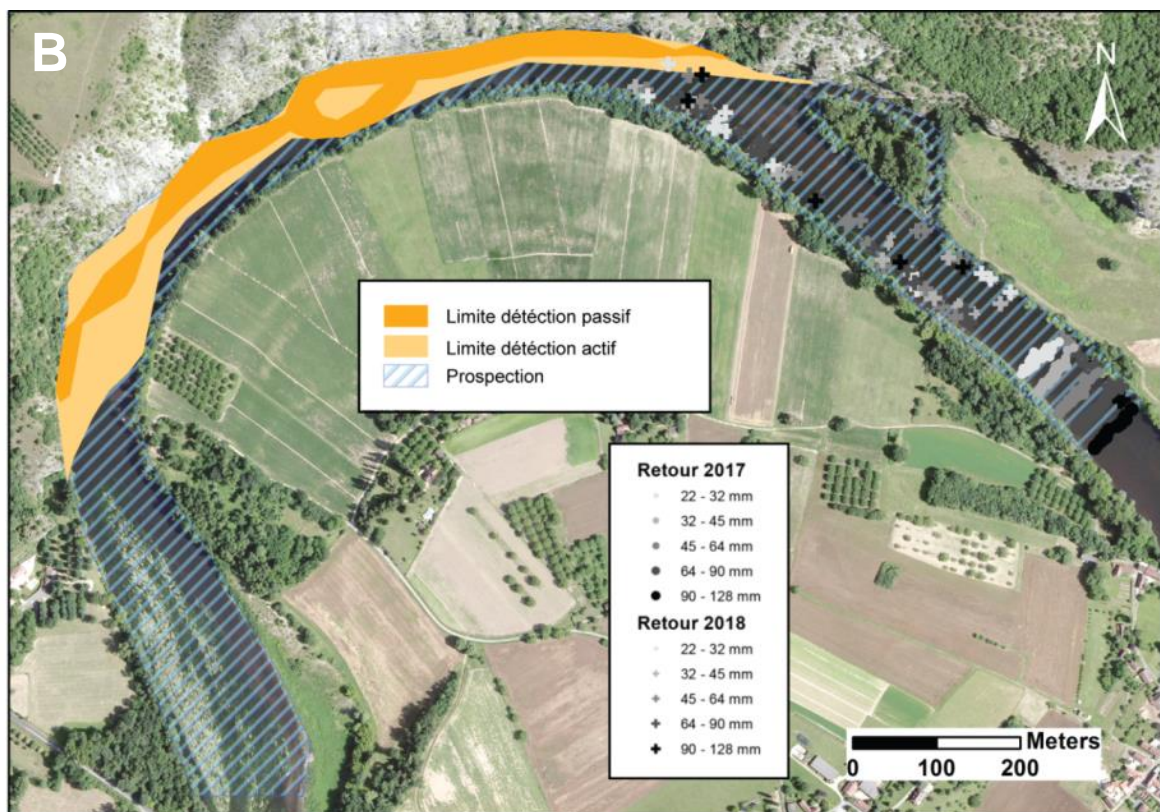 B
N
Limite détéction passif
Limite détéction actif
Prospection
Retour 2017
22 - 32 mm
32 - 45 mm
45 - 64 mm
64 - 90 mm
90 - 128 mm
Retour 2018
22 - 32 mm
32 - 45 mm
45 - 64 mm
64 - 90 mm
90 - 128 mm
Meters
0 100 200